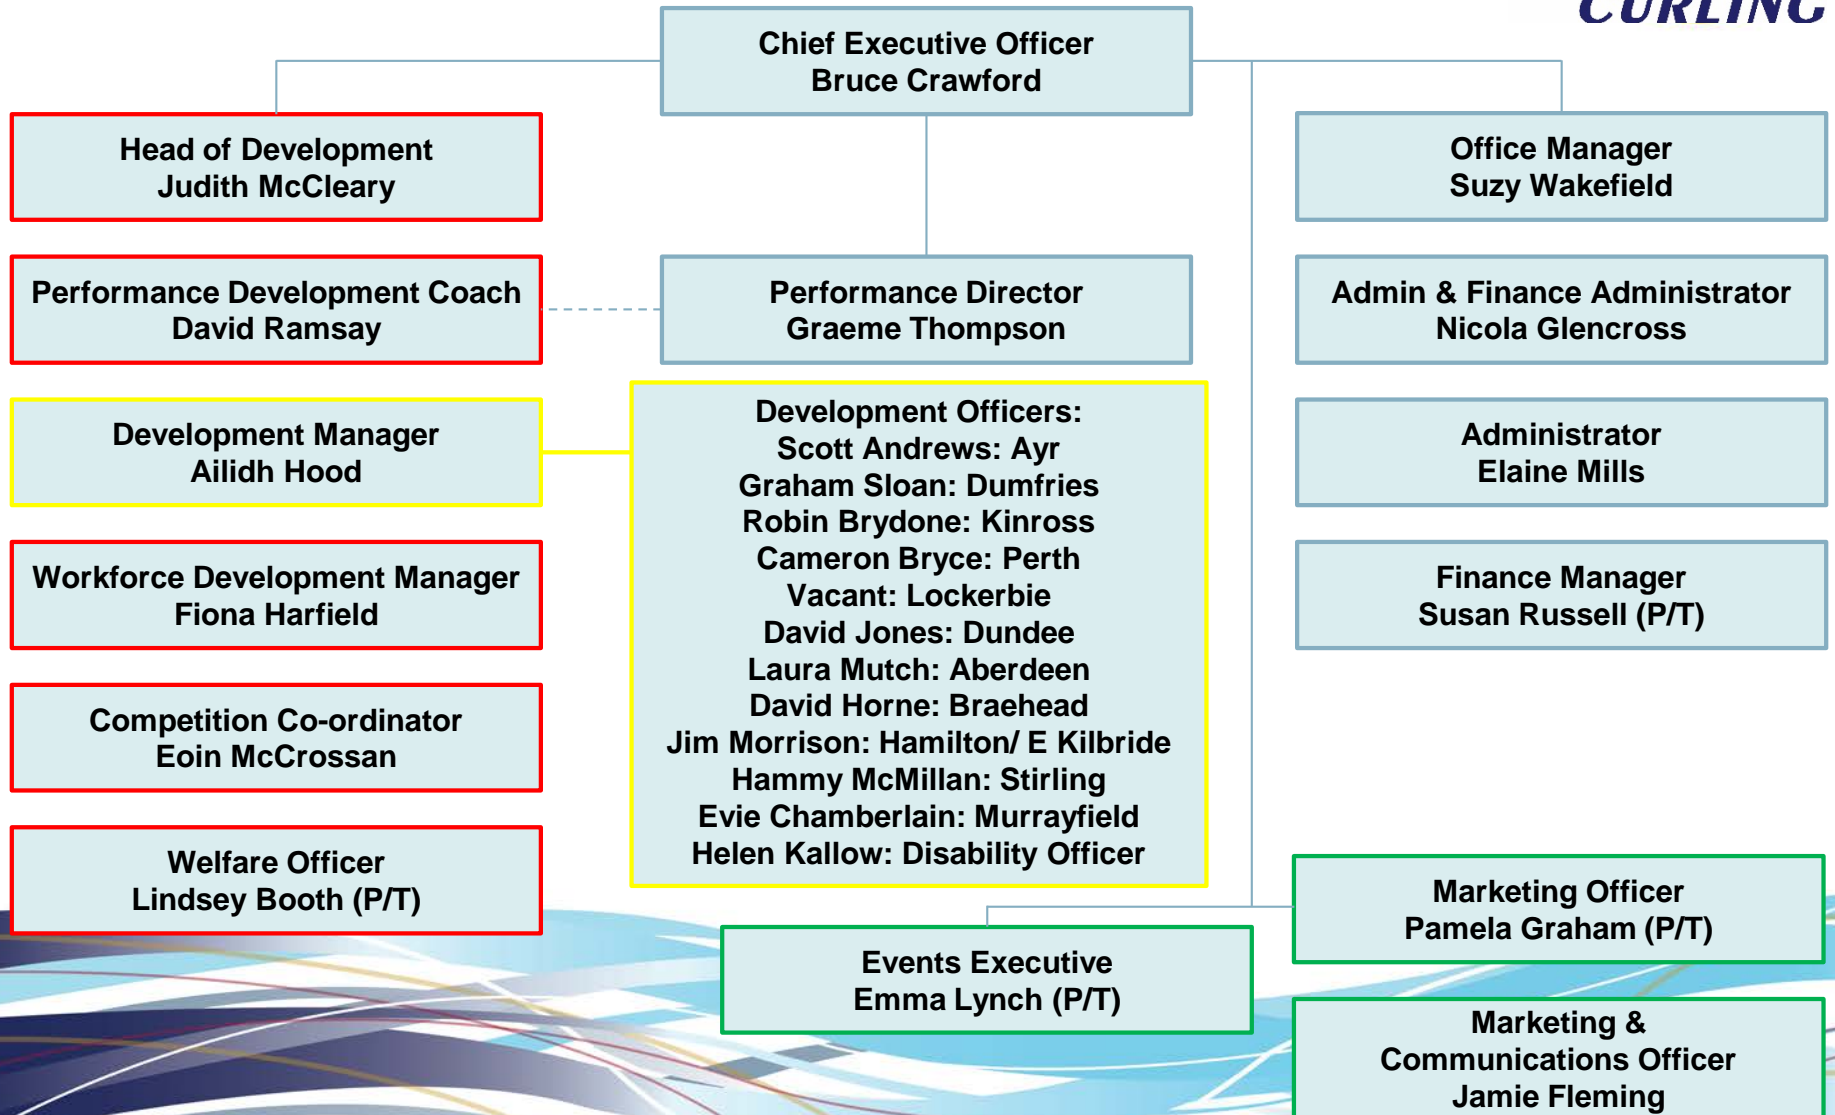 CURLING
Chief Executive Officer
Bruce Crawford
Head of Development
Judith McCleary
Office Manager
Suzy Wakefield
Performance Development Coach
David Ramsay
Performance Director
Graeme Thompson
Admin & Finance Administrator
Nicola Glencross
Development Manager
Ailidh Hood
Development Officers:
Scott Andrews: Ayr
Graham Sloan: Dumfries
Robin Brydone: Kinross
Cameron Bryce: Perth
Vacant: Lockerbie
David Jones: Dundee
Laura Mutch: Aberdeen
David Horne: Braehead
Jim Morrison: Hamilton/ E Kilbride
Hammy McMillan: Stirling
Evie Chamberlain: Murrayfield
Helen Kallow: Disability Officer
Administrator
Elaine Mills
Workforce Development Manager
Fiona Harfield
Finance Manager
Susan Russell (P/T)
Competition Co-ordinator
Eoin McCrossan
Welfare Officer
Lindsey Booth (P/T)
Marketing Officer
Pamela Graham (P/T)
Events Executive
Emma Lynch (P/T)
Marketing &
Communications Officer
Jamie Fleming